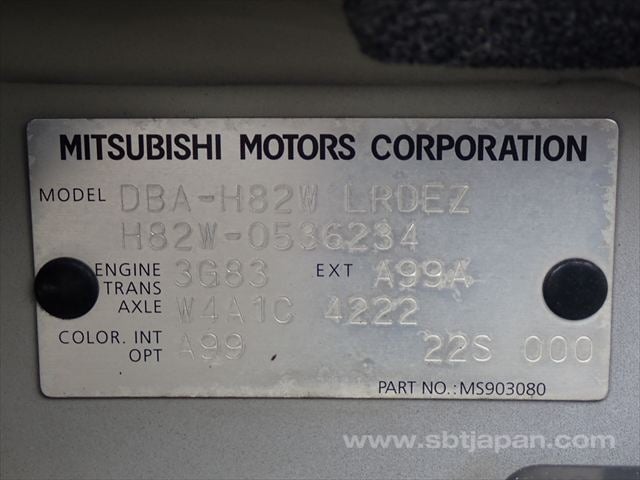 MITSUBISHI MOTORS CORPORATION
MODEL DBA-H82W LRDEZ
H82W-0536234
ENGINE 3G83 EXT A99A
TRANS
AXLE W4A1C 4222
COLOR. INT A99
OPT 22S 000
PART NO.:MS903080
www.sbtjapan.com